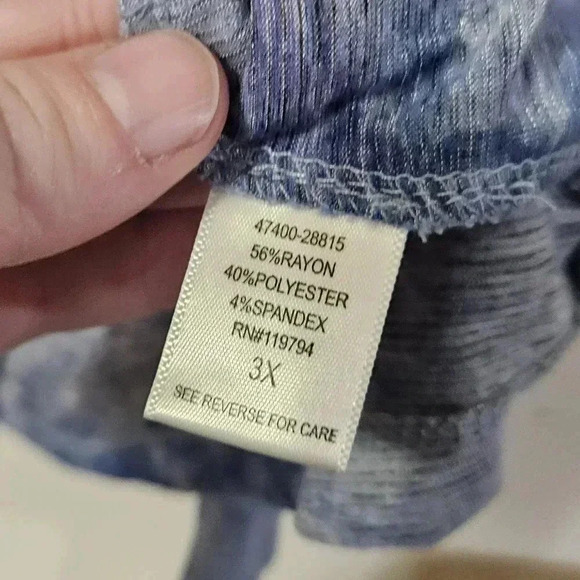 47400-28815
56%RAYON
40%POLYESTER
4%SPANDEX
RN#119794
3X
SEE REVERSE FOR CARE